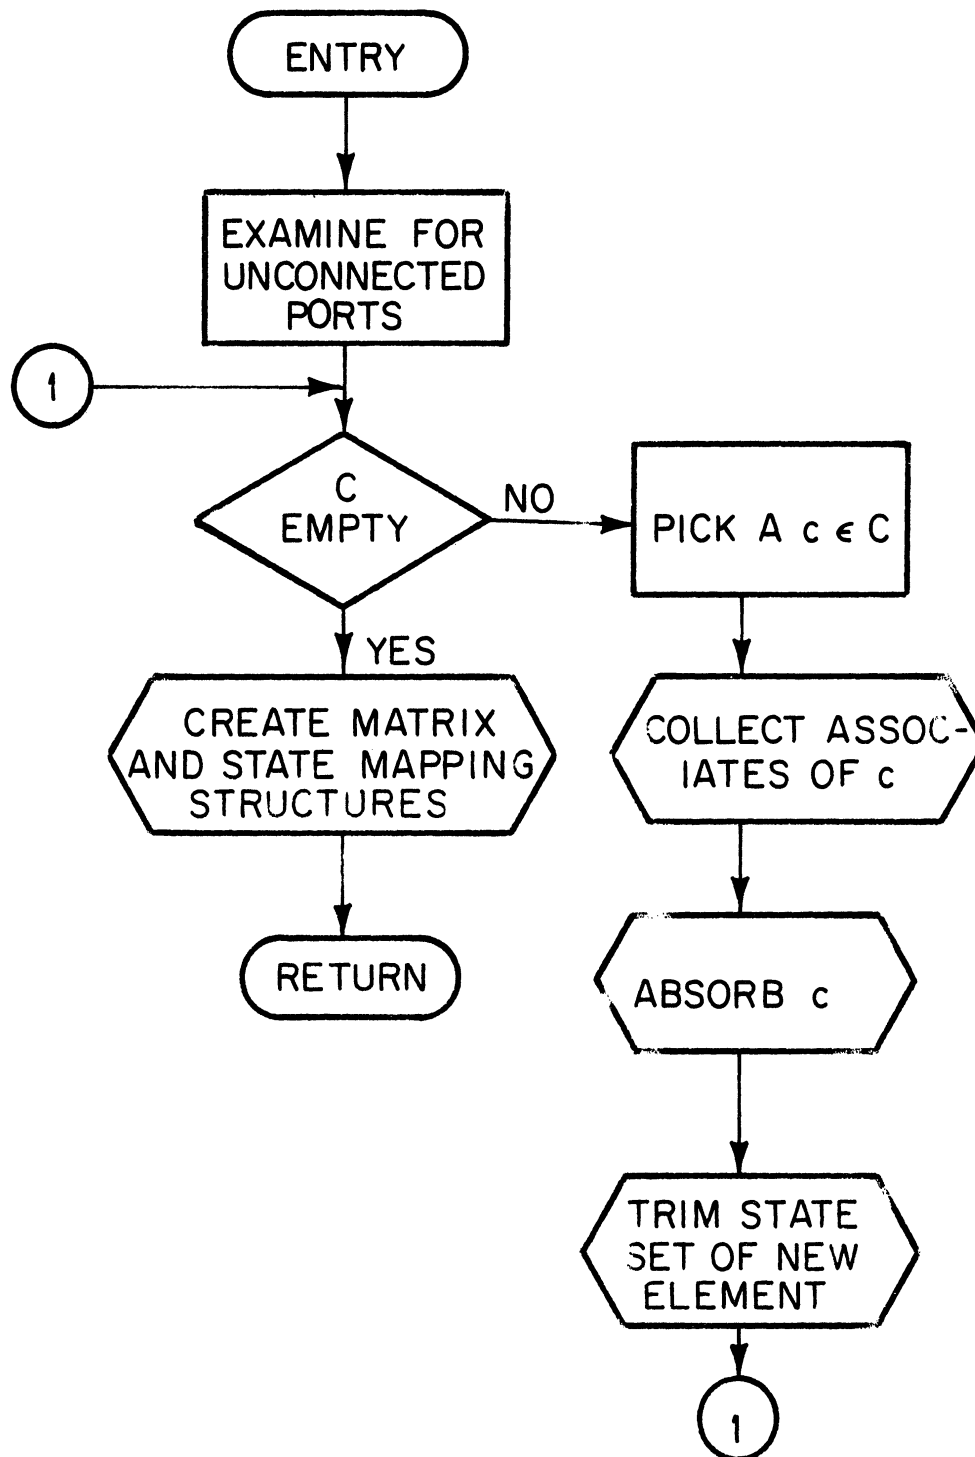 ENTRY
EXAMINE FOR
UNCONNECTED
PORTS
1
C
EMPTY
NO
PICK A c ϵ C
YES
CREATE MATRIX
AND STATE MAPPING
STRUCTURES
COLLECT ASSOC-
IATES OF c
RETURN
ABSORB c
TRIM STATE
SET OF NEW
ELEMENT
1